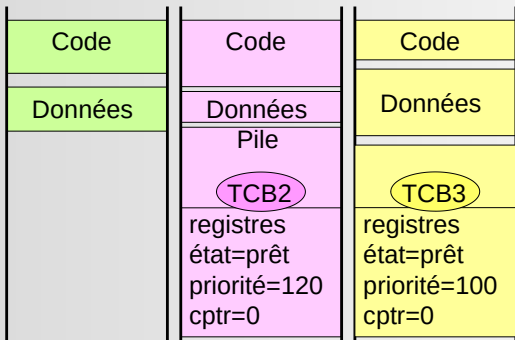 Code
Données
Code
Données
Pile
TCB2
registres
état=prêt
priorité=120
cptr=0
Code
Données
TCB3
registres
état=prêt
priorité=100
cptr=0